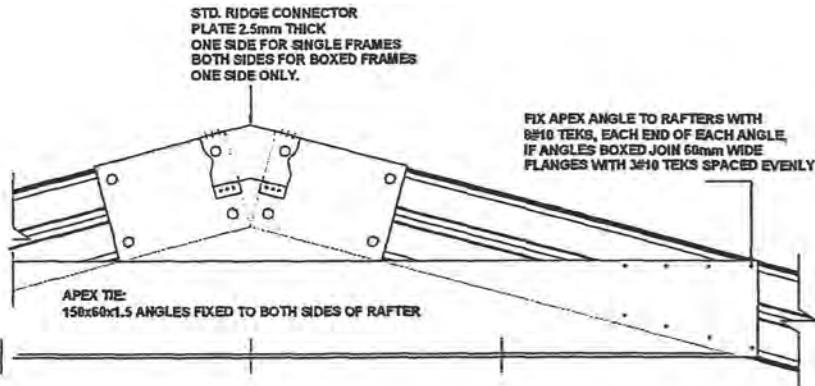 STD. RIDGE CONNECTOR
PLATE 2.5mm THICK
ONE SIDE FOR SINGLE FRAMES
BOTH SIDES FOR BOXED FRAMES
ONE SIDE ONLY.
FIX APEX ANGLE TO RAFTERS WITH
8#10 TEKS, EACH END OF EACH ANGLE,
IF ANGLES BOXED JOIN 60mm WIDE
FLANGES WITH 3#10 TEKS SPACED EVENLY
APEX TIE:
150x60x1.5 ANGLES FIXED TO BOTH SIDES OF RAFTER